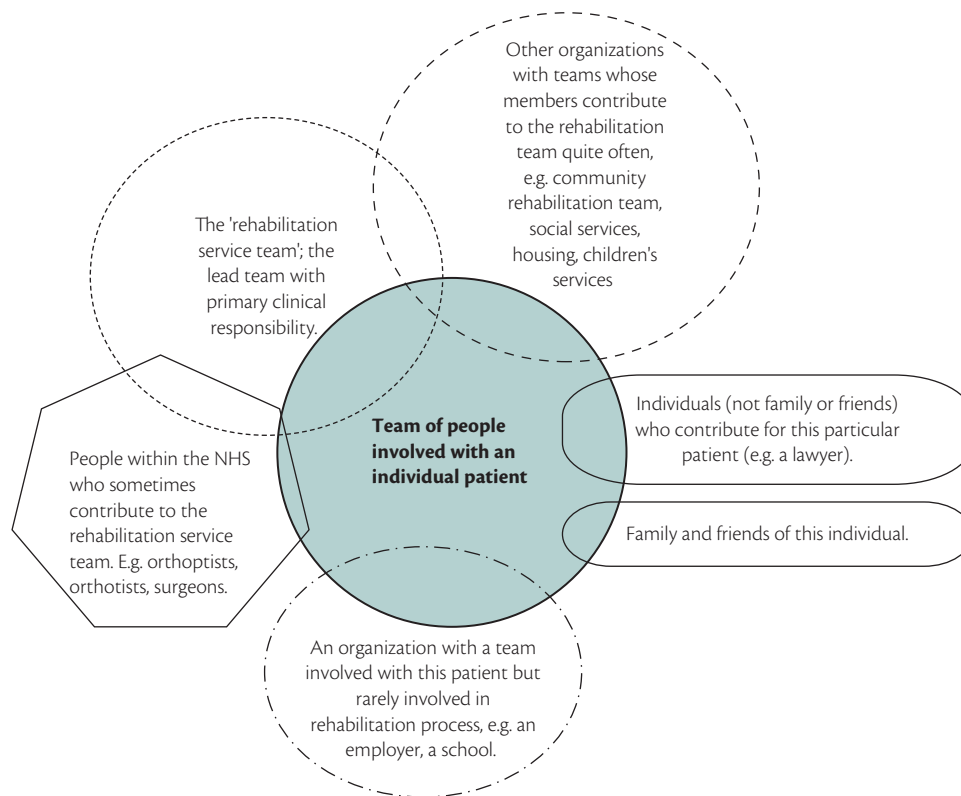 Other organizations
with teams whose
members contribute
to the rehabilitation
team quite often,
e.g. community
rehabilitation team,
social services,
housing, children's
services
The 'rehabilitation
service team'; the
lead team with
primary clinical
responsibility.
Team of people
involved with an
individual patient
Individuals (not family or friends)
who contribute for this particular
patient (e.g. a lawyer).
People within the NHS
who sometimes
contribute to the
rehabilitation service
team. E.g. orthoptists,
orthotists, surgeons.
Family and friends of this individual.
An organization with a team
involved with this patient but
rarely involved in
rehabilitation process, e.g. an
employer, a school.